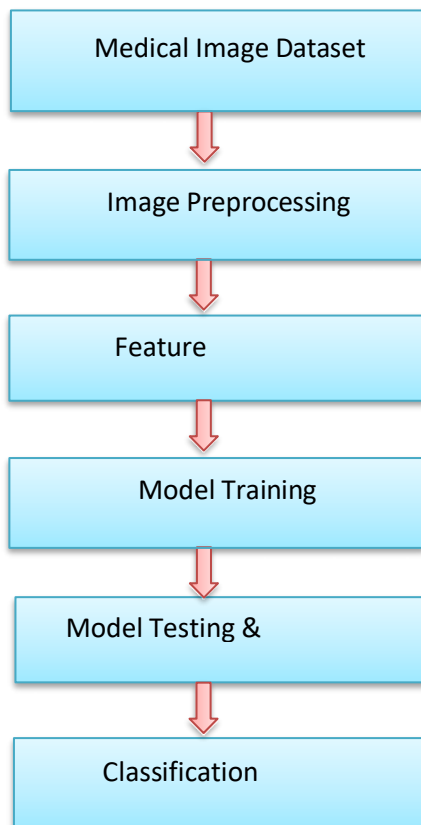 Medical Image Dataset
Image Preprocessing
Feature
Model Training
Model Testing &
Classification